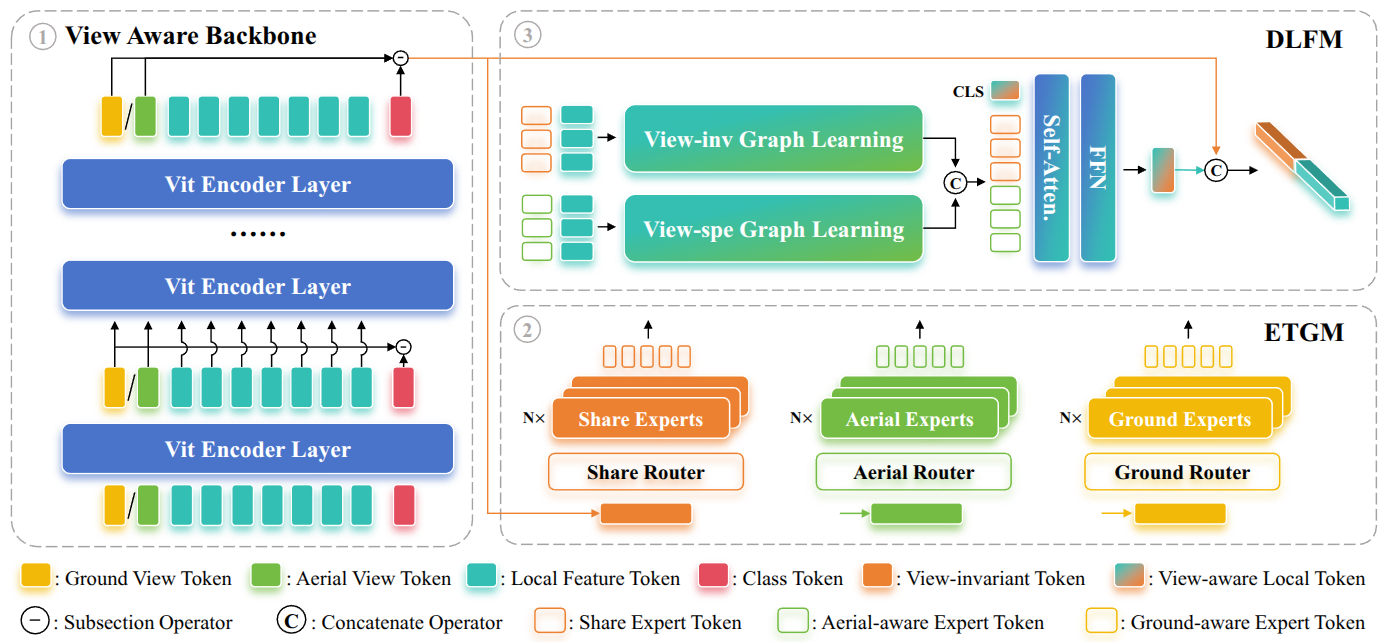 1 View Aware Backbone
Vit Encoder Layer
......
Vit Encoder Layer
Vit Encoder Layer
3 DLFM
CLS
View-inv Graph Learning
View-spe Graph Learning
C
Self-Atten.
FFN
C
2 ETGM
N× Share Experts
Share Router
N× Aerial Experts
Aerial Router
N× Ground Experts
Ground Router
: Ground View Token : Aerial View Token : Local Feature Token : Class Token : View-invariant Token : View-aware Local Token
− : Subsection Operator C : Concatenate Operator : Share Expert Token : Aerial-aware Expert Token : Ground-aware Expert Token